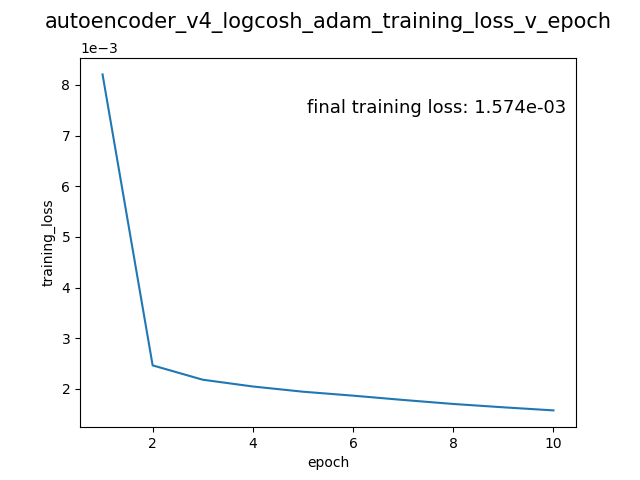 autoencoder_v4_logcosh_adam_training_loss_v_epoch
1e−3
final training loss: 1.574e-03
8
7
6
5
4
3
2
training_loss
2 4 6 8 10
epoch